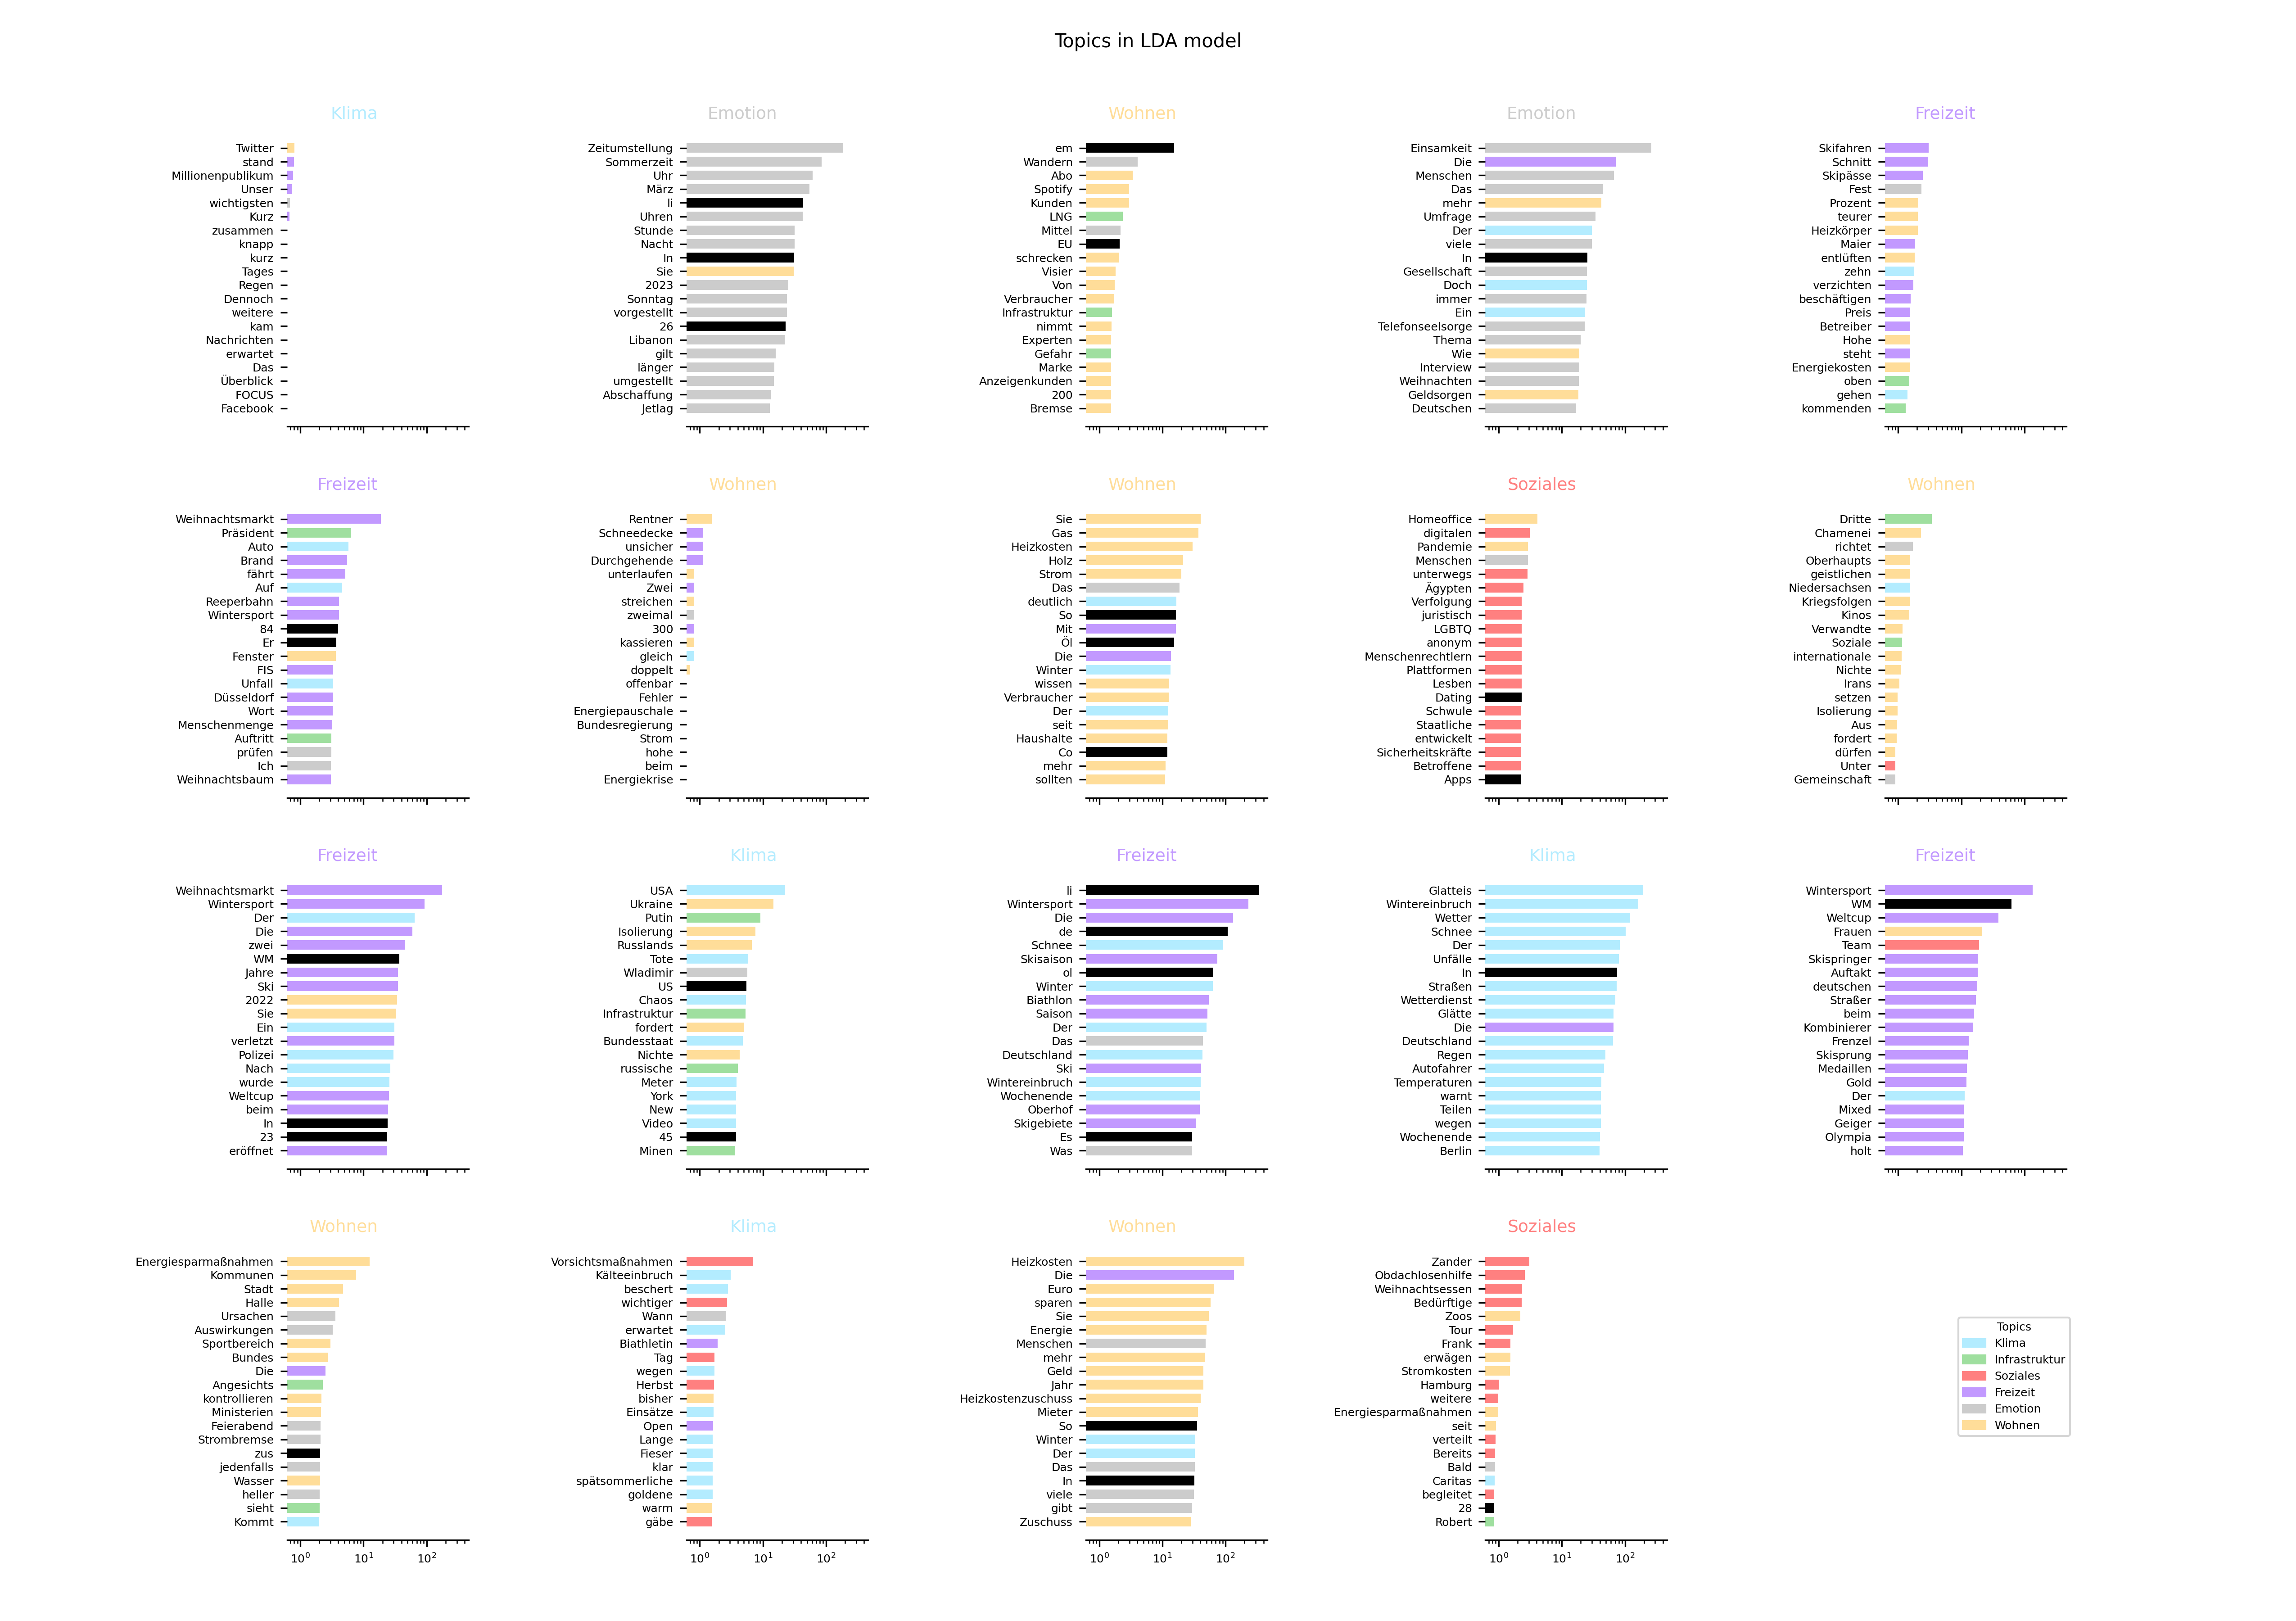 Topics in LDA model
Klima
Twitter
stand
Millionenpublikum
Unser
wichtigsten
Kurz
zusammen
knapp
kurz
Tages
Regen
Dennoch
weitere
kam
Nachrichten
erwartet
Das
Überblick
FOCUS
Facebook
Emotion
Zeitumstellung
Sommerzeit
Uhr
März
li
Uhren
Stunde
Nacht
In
Sie
2023
Sonntag
vorgestellt
26
Libanon
gilt
länger
umgestellt
Abschaffung
Jetlag
Wohnen
em
Wandern
Abo
Spotify
Kunden
LNG
Mittel
EU
schrecken
Visier
Von
Verbraucher
Infrastruktur
nimmt
Experten
Gefahr
Marke
Anzeigenkunden
200
Bremse
Emotion
Einsamkeit
Die
Menschen
Das
mehr
Umfrage
Der
viele
In
Gesellschaft
Doch
immer
Ein
Telefonseelsorge
Thema
Wie
Interview
Weihnachten
Geldsorgen
Deutschen
Freizeit
Skifahren
Schnitt
Skipässe
Fest
Prozent
teurer
Heizkörper
Maier
entlüften
zehn
verzichten
beschäftigen
Preis
Betreiber
Hohe
steht
Energiekosten
oben
gehen
kommenden
Freizeit
Weihnachtsmarkt
Präsident
Auto
Brand
fährt
Auf
Reeperbahn
Wintersport
84
Er
Fenster
FIS
Unfall
Düsseldorf
Wort
Menschenmenge
Auftritt
prüfen
Ich
Weihnachtsbaum
Wohnen
Rentner
Schneedecke
unsicher
Durchgehende
unterlaufen
Zwei
streichen
zweimal
300
kassieren
gleich
doppelt
offenbar
Fehler
Energiepauschale
Bundesregierung
Strom
hohe
beim
Energiekrise
Wohnen
Sie
Gas
Heizkosten
Holz
Strom
Das
deutlich
So
Mit
Öl
Die
Winter
wissen
Verbraucher
Der
seit
Haushalte
Co
mehr
sollten
Soziales
Homeoffice
digitalen
Pandemie
Menschen
unterwegs
Ägypten
Verfolgung
juristisch
LGBTQ
anonym
Menschenrechtlern
Plattformen
Lesben
Dating
Schwule
Staatliche
entwickelt
Sicherheitskräfte
Betroffene
Apps
Wohnen
Dritte
Chamenei
richtet
Oberhaupts
geistlichen
Niedersachsen
Kriegsfolgen
Kinos
Verwandte
Soziale
internationale
Nichte
Irans
setzen
Isolierung
Aus
fordert
dürfen
Unter
Gemeinschaft
Freizeit
Weihnachtsmarkt
Wintersport
Der
Die
zwei
WM
Jahre
Ski
2022
Sie
Ein
verletzt
Polizei
Nach
wurde
Weltcup
beim
In
23
eröffnet
Klima
USA
Ukraine
Putin
Isolierung
Russlands
Tote
Wladimir
US
Chaos
Infrastruktur
fordert
Bundesstaat
Nichte
russische
Meter
York
New
Video
45
Minen
Freizeit
li
Wintersport
Die
de
Schnee
Skisaison
ol
Winter
Biathlon
Saison
Der
Das
Deutschland
Ski
Wintereinbruch
Wochenende
Oberhof
Skigebiete
Es
Was
Klima
Glatteis
Wintereinbruch
Wetter
Schnee
Der
Unfälle
In
Straßen
Wetterdienst
Glätte
Die
Deutschland
Regen
Autofahrer
Temperaturen
warnt
Teilen
wegen
Wochenende
Berlin
Freizeit
Wintersport
WM
Weltcup
Frauen
Team
Skispringer
Auftakt
deutschen
Straßer
beim
Kombinierer
Frenzel
Skisprung
Medaillen
Gold
Der
Mixed
Geiger
Olympia
holt
Wohnen
Energiesparmaßnahmen
Kommunen
Stadt
Halle
Ursachen
Auswirkungen
Sportbereich
Bundes
Die
Angesichts
kontrollieren
Ministerien
Feierabend
Strombremse
zus
jedenfalls
Wasser
heller
sieht
Kommt
10⁰ 10¹ 10²
Klima
Vorsichtsmaßnahmen
Kälteeinbruch
beschert
wichtiger
Wann
erwartet
Biathletin
Tag
wegen
Herbst
bisher
Einsätze
Open
Lange
Fieser
klar
spätsommerliche
goldene
warm
gäbe
10⁰ 10¹ 10²
Wohnen
Heizkosten
Die
Euro
sparen
Sie
Energie
Menschen
mehr
Geld
Jahr
Heizkostenzuschuss
Mieter
So
Winter
Der
Das
In
viele
gibt
Zuschuss
10⁰ 10¹ 10²
Soziales
Zander
Obdachlosenhilfe
Weihnachtsessen
Bedürftige
Zoos
Tour
Frank
erwägen
Stromkosten
Hamburg
weitere
Energiesparmaßnahmen
seit
verteilt
Bereits
Bald
Caritas
begleitet
28
Robert
10⁰ 10¹ 10²
Topics
Klima
Infrastruktur
Soziales
Freizeit
Emotion
Wohnen